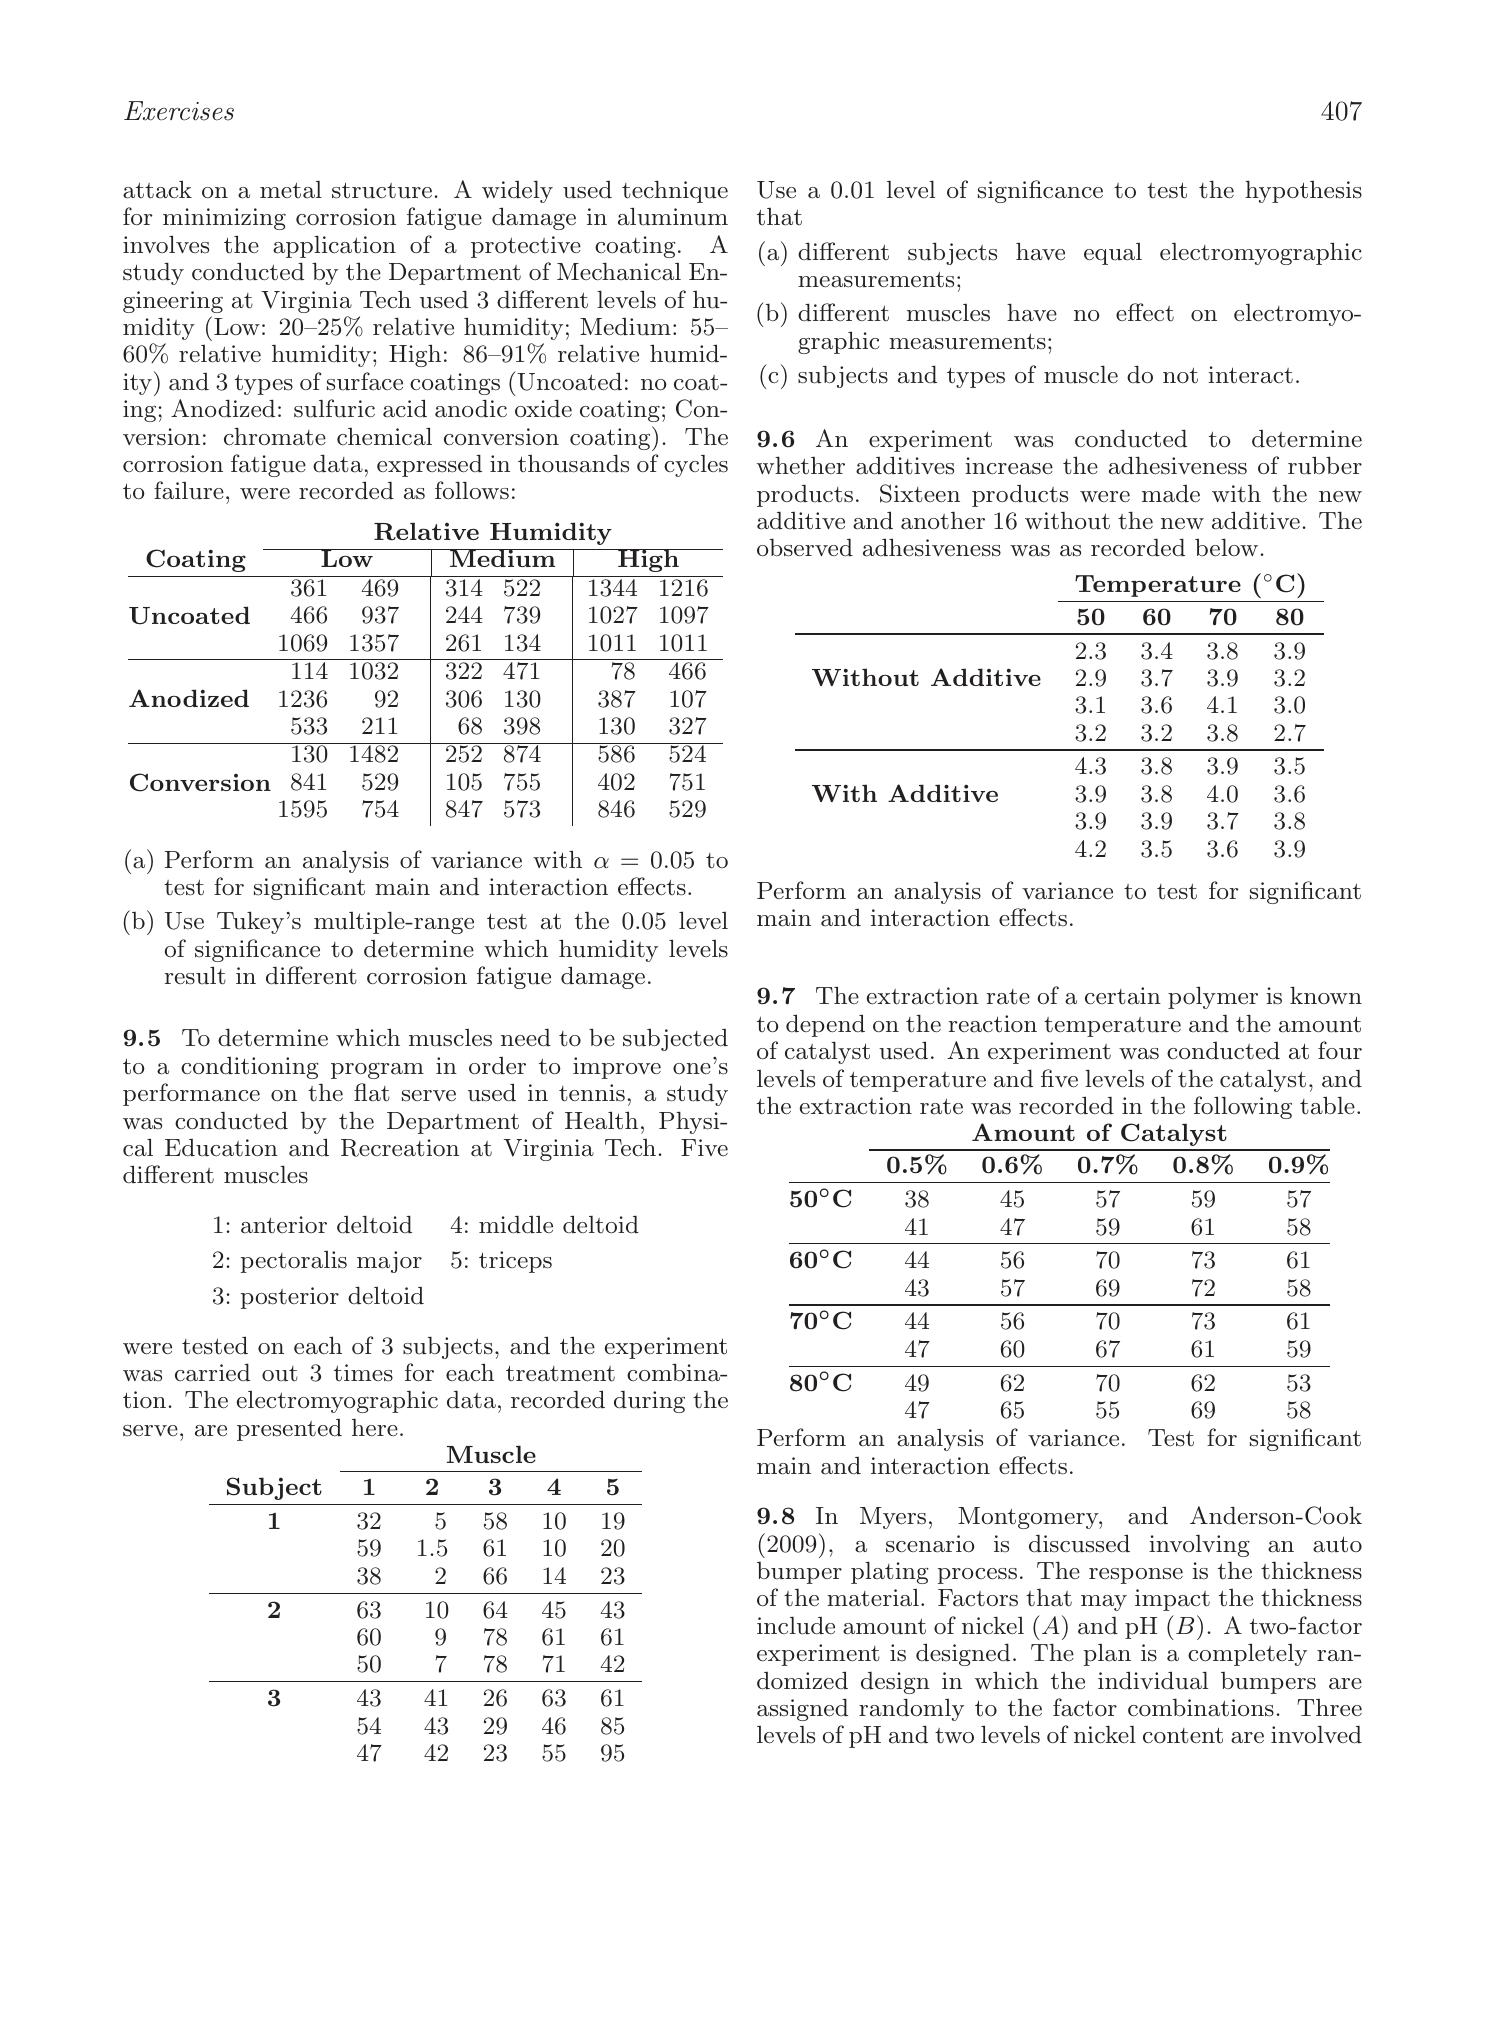 Exercises 407
attack on a metal structure. A widely used technique
for minimizing corrosion fatigue damage in aluminum
involves the application of a protective coating. A
study conducted by the Department of Mechanical En-
gineering at Virginia Tech used 3 different levels of hu-
midity (Low: 20–25% relative humidity; Medium: 55–
60% relative humidity; High: 86–91% relative humid-
ity) and 3 types of surface coatings (Uncoated: no coat-
ing; Anodized: sulfuric acid anodic oxide coating; Con-
version: chromate chemical conversion coating). The
corrosion fatigue data, expressed in thousands of cycles
to failure, were recorded as follows:
Relative Humidity
Coating Low Medium High
361 469 314 522 1344 1216
Uncoated 466 937 244 739 1027 1097
1069 1357 261 134 1011 1011
114 1032 322 471 78 466
Anodized 1236 92 306 130 387 107
533 211 68 398 130 327
130 1482 252 874 586 524
Conversion 841 529 105 755 402 751
1595 754 847 573 846 529
(a) Perform an analysis of variance with α = 0.05 to
test for significant main and interaction effects.
(b) Use Tukey's multiple-range test at the 0.05 level
of significance to determine which humidity levels
result in different corrosion fatigue damage.
9.5 To determine which muscles need to be subjected
to a conditioning program in order to improve one's
performance on the flat serve used in tennis, a study
was conducted by the Department of Health, Physi-
cal Education and Recreation at Virginia Tech. Five
different muscles
1: anterior deltoid 4: middle deltoid
2: pectoralis major 5: triceps
3: posterior deltoid
were tested on each of 3 subjects, and the experiment
was carried out 3 times for each treatment combina-
tion. The electromyographic data, recorded during the
serve, are presented here.
Muscle
Subject 1 2 3 4 5
1 32 5 58 10 19
59 1.5 61 10 20
38 2 66 14 23
2 63 10 64 45 43
60 9 78 61 61
50 7 78 71 42
3 43 41 26 63 61
54 43 29 46 85
47 42 23 55 95
Use a 0.01 level of significance to test the hypothesis
that
(a) different subjects have equal electromyographic
measurements;
(b) different muscles have no effect on electromyo-
graphic measurements;
(c) subjects and types of muscle do not interact.
9.6 An experiment was conducted to determine
whether additives increase the adhesiveness of rubber
products. Sixteen products were made with the new
additive and another 16 without the new additive. The
observed adhesiveness was as recorded below.
Temperature (°C)
50 60 70 80
2.3 3.4 3.8 3.9
Without Additive 2.9 3.7 3.9 3.2
3.1 3.6 4.1 3.0
3.2 3.2 3.8 2.7
4.3 3.8 3.9 3.5
With Additive 3.9 3.8 4.0 3.6
3.9 3.9 3.7 3.8
4.2 3.5 3.6 3.9
Perform an analysis of variance to test for significant
main and interaction effects.
9.7 The extraction rate of a certain polymer is known
to depend on the reaction temperature and the amount
of catalyst used. An experiment was conducted at four
levels of temperature and five levels of the catalyst, and
the extraction rate was recorded in the following table.
Amount of Catalyst
0.5% 0.6% 0.7% 0.8% 0.9%
50°C 38 45 57 59 57
41 47 59 61 58
60°C 44 56 70 73 61
43 57 69 72 58
70°C 44 56 70 73 61
47 60 67 61 59
80°C 49 62 70 62 53
47 65 55 69 58
Perform an analysis of variance. Test for significant
main and interaction effects.
9.8 In Myers, Montgomery, and Anderson-Cook
(2009), a scenario is discussed involving an auto
bumper plating process. The response is the thickness
of the material. Factors that may impact the thickness
include amount of nickel (A) and pH (B). A two-factor
experiment is designed. The plan is a completely ran-
domized design in which the individual bumpers are
assigned randomly to the factor combinations. Three
levels of pH and two levels of nickel content are involved